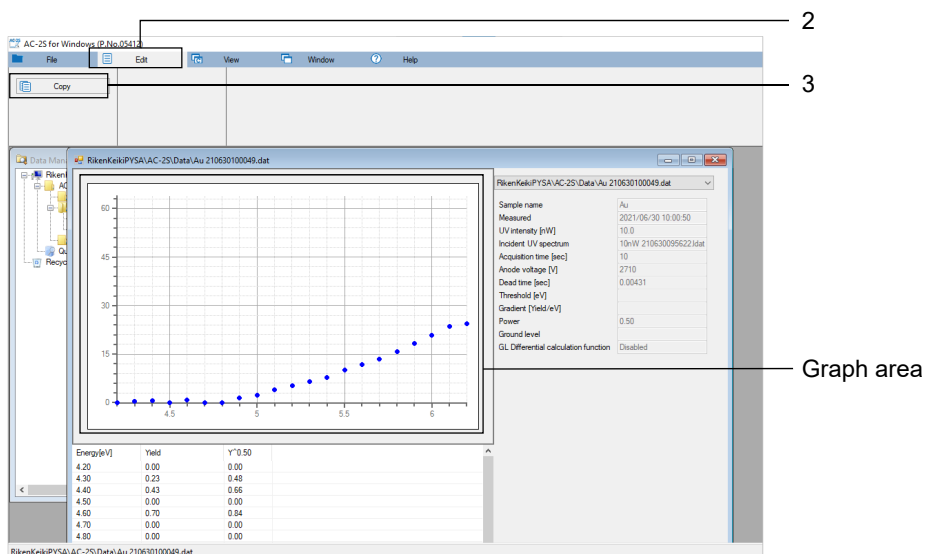 2
AC-2S for Windows (P.No.05412)
File Edit View Window Help
Copy
3
Data Man
RikenKeikiPYSA\AC-2S\Data\Au 210630100049.dat
Riken
AC
Qu
Recyc
60
45
30
15
0
4.5 5 5.5 6
RikenKeikiPYSA\AC-2S\Data\Au 210630100049.dat
Sample name Au
Measured 2021/06/30 10:00:50
UV intensity [nW] 10.0
Incident UV spectrum 10nW 210630095622.ldat
Acquisition time [sec] 10
Anode voltage [V] 2710
Dead time [sec] 0.00431
Threshold [eV]
Gradient [Yield/eV]
Power 0.50
Ground level
GL Differential calculation function Disabled
Graph area
Energy[eV] Yield Y^0.50
4.20 0.00 0.00
4.30 0.23 0.48
4.40 0.43 0.66
4.50 0.00 0.00
4.60 0.70 0.84
4.70 0.00 0.00
4.80 0.00 0.00
RikenKeikiPYSA\AC-2S\Data\Au 210630100049.dat